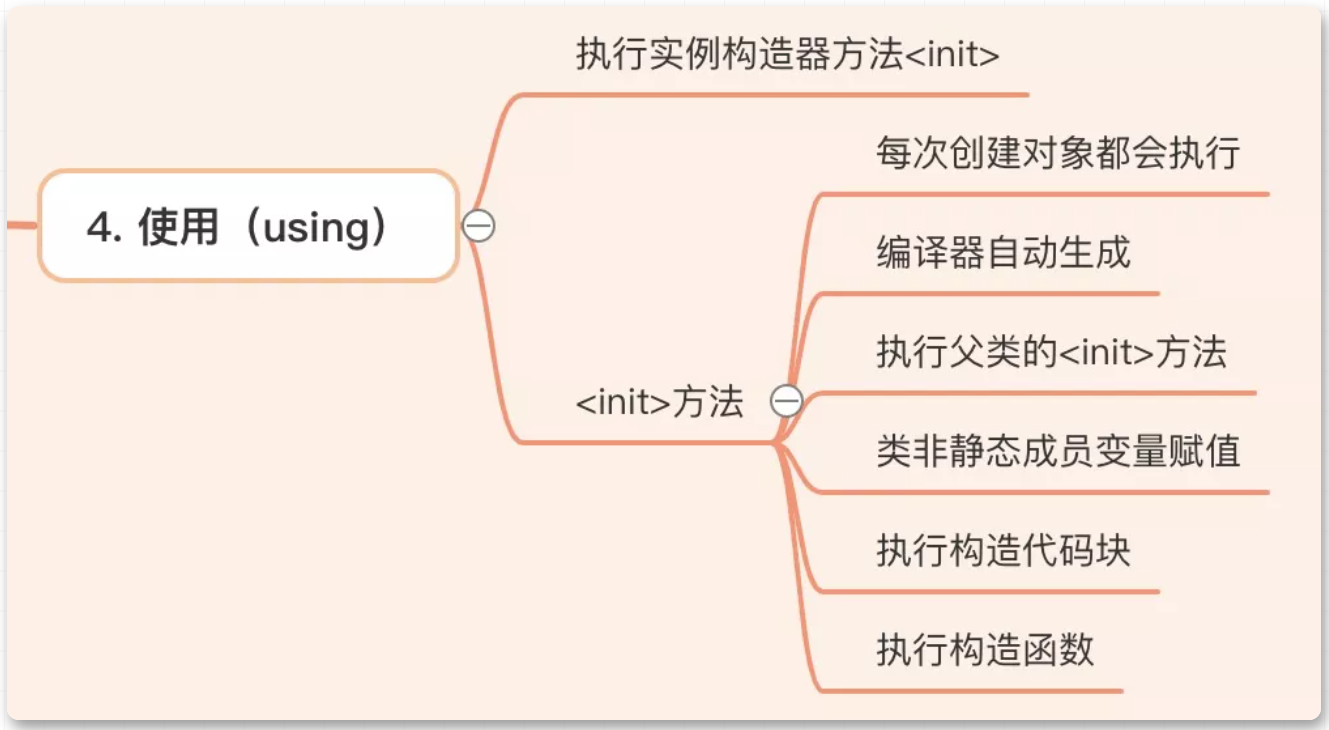 执行实例构造器方法<init>
每次创建对象都会执行
4. 使用（using）
编译器自动生成
执行父类的<init>方法
<init>方法
类非静态成员变量赋值
执行构造代码块
执行构造函数